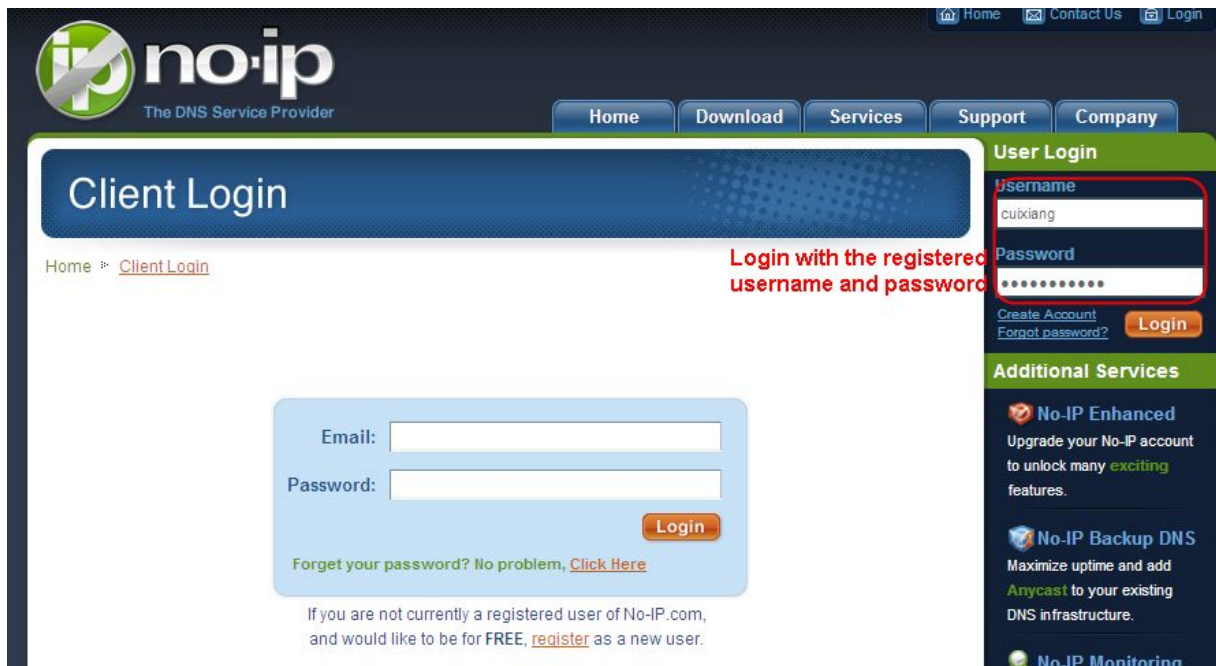 Home Contact Us Login
ip no·ip
The DNS Service Provider
Home Download Services Support Company
Client Login
Home Client Login
Login with the registered
username and password
Email:
Password:
Login
Forget your password? No problem, Click Here
If you are not currently a registered user of No-IP.com,
and would like to be for FREE, register as a new user.
User Login
Username
cuixiang
Password
•••••••••••
Create Account
Forgot password?
Login
Additional Services
No-IP Enhanced
Upgrade your No-IP account
to unlock many exciting
features.
No-IP Backup DNS
Maximize uptime and add
Anycast to your existing
DNS infrastructure.
No-IP Monitoring